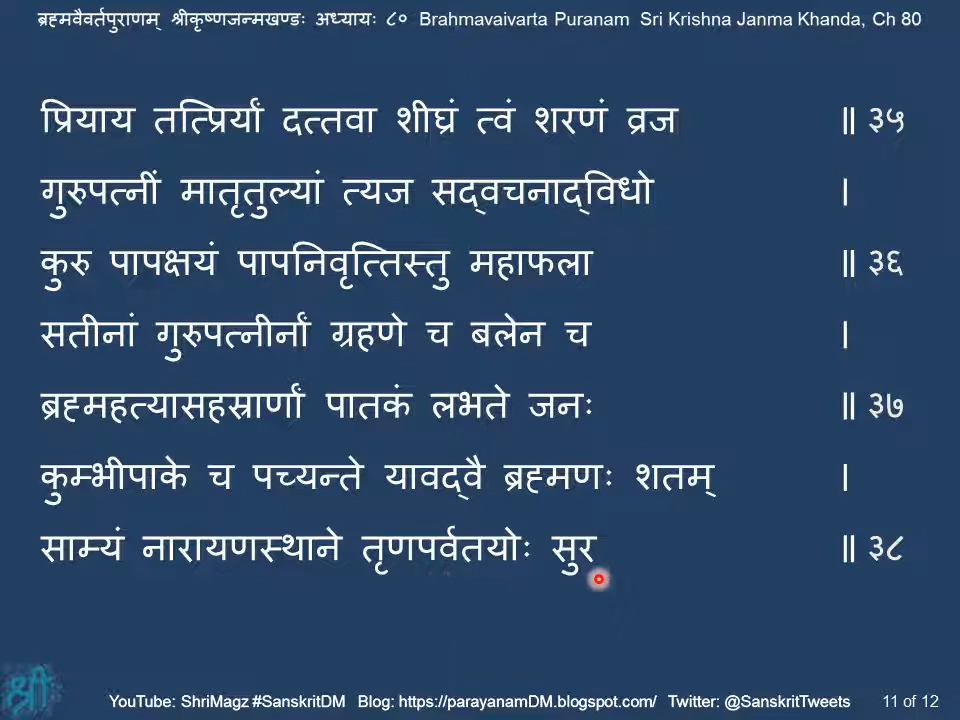 ब्रह्मवैवर्तपुराणम् श्रीकृष्णजन्मखण्डः अध्यायः ८० Brahmavaivarta Puranam Sri Krishna Janma Khanda, Ch 80
प्रियाय तत्प्रियां दत्तवा शीघ्रं त्वं शरणं व्रज ॥ ३५
गुरुपत्नीं मातृतुल्यां त्यज सद्वचनाद्विधो ।
कुरु पापक्षयं पापनिवृत्तिस्तु महाफला ॥ ३६
सतीनां गुरुपत्नीनां ग्रहणे च बलेन च ।
ब्रह्महत्यासहस्राणां पातकं लभते जनः ॥ ३७
कुम्भीपाके च पच्यन्ते यावद्वै ब्रह्मणः शतम् ।
साम्यं नारायणस्थाने तृणपर्वतयोः सुर ॥ ३८
श्री
YouTube: ShriMagz #SanskritDM Blog: https://parayanamDM.blogspot.com/ Twitter: @SanskritTweets 11 of 12